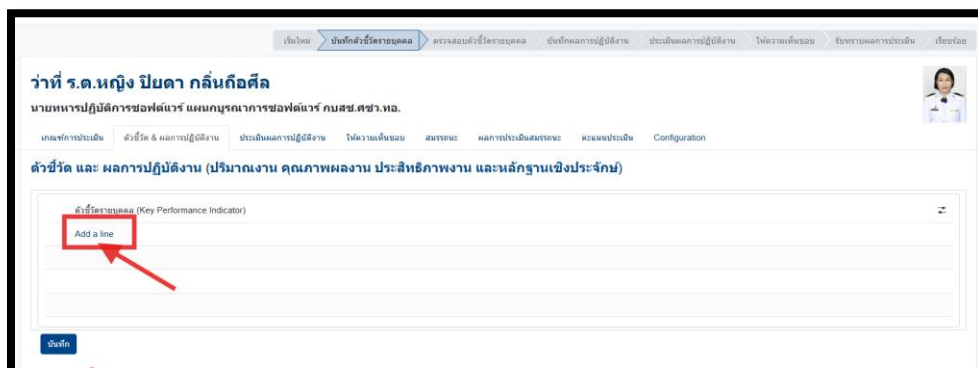 เริ่มใหม่ บันทึกตัวชี้วัดรายบุคคล ตรวจสอบตัวชี้วัดรายบุคคล บันทึกผลการปฏิบัติงาน ประเมินผลการปฏิบัติงาน ให้ความเห็นชอบ รับทราบผลการประเมิน เรียบร้อย
ว่าที่ ร.ต.หญิง ปิยดา กลิ่นถือศีล
นายทหารปฏิบัติการซอฟต์แวร์ แผนกบูรณาการซอฟต์แวร์ กบสซ.ศซว.ทอ.
เกณฑ์การประเมิน ตัวชี้วัด & ผลการปฏิบัติงาน ประเมินผลการปฏิบัติงาน ให้ความเห็นชอบ สมรรถนะ ผลการประเมินสมรรถนะ คะแนนประเมิน Configuration
ตัวชี้วัด และ ผลการปฏิบัติงาน (ปริมาณงาน คุณภาพผลงาน ประสิทธิภาพงาน และหลักฐานเชิงประจักษ์)
ตัวชี้วัดรายบุคคล (Key Performance Indicator)
Add a line
บันทึก